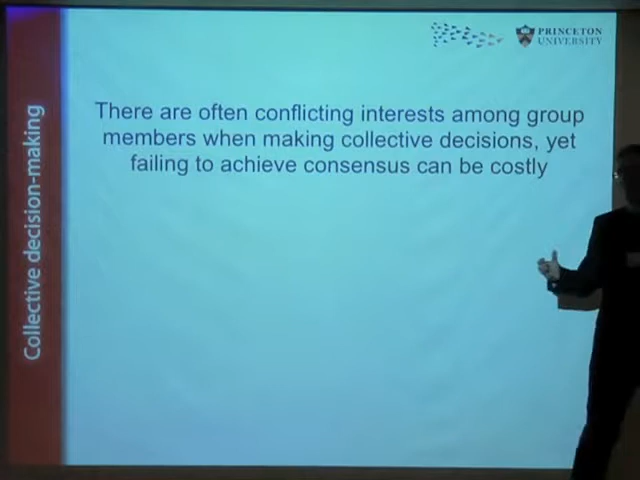 PRINCETON
UNIVERSITY
There are often conflicting interests among group
members when making collective decisions, yet
failing to achieve consensus can be costly
Collective decision-making